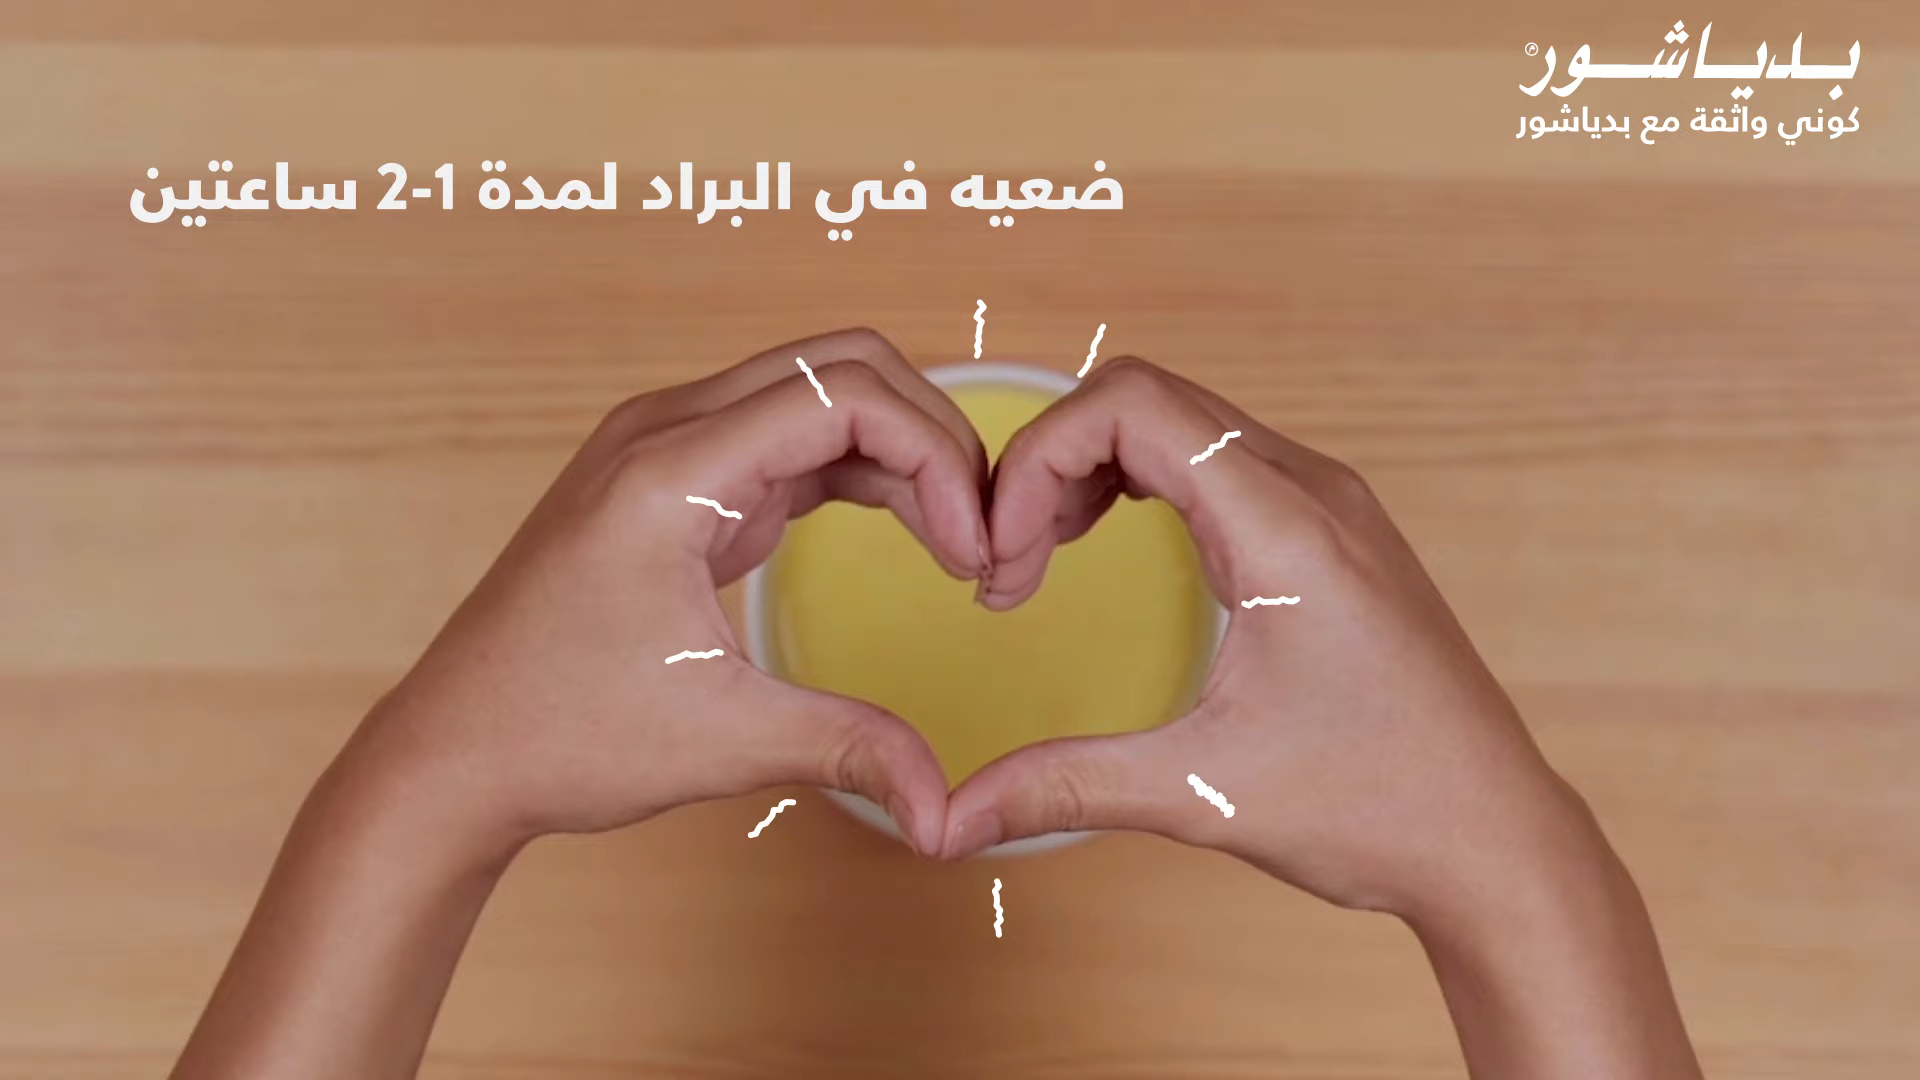 بدياشور
كوني واثقة مع بدياشور
ضعيه في البراد لمدة 1-2 ساعتين